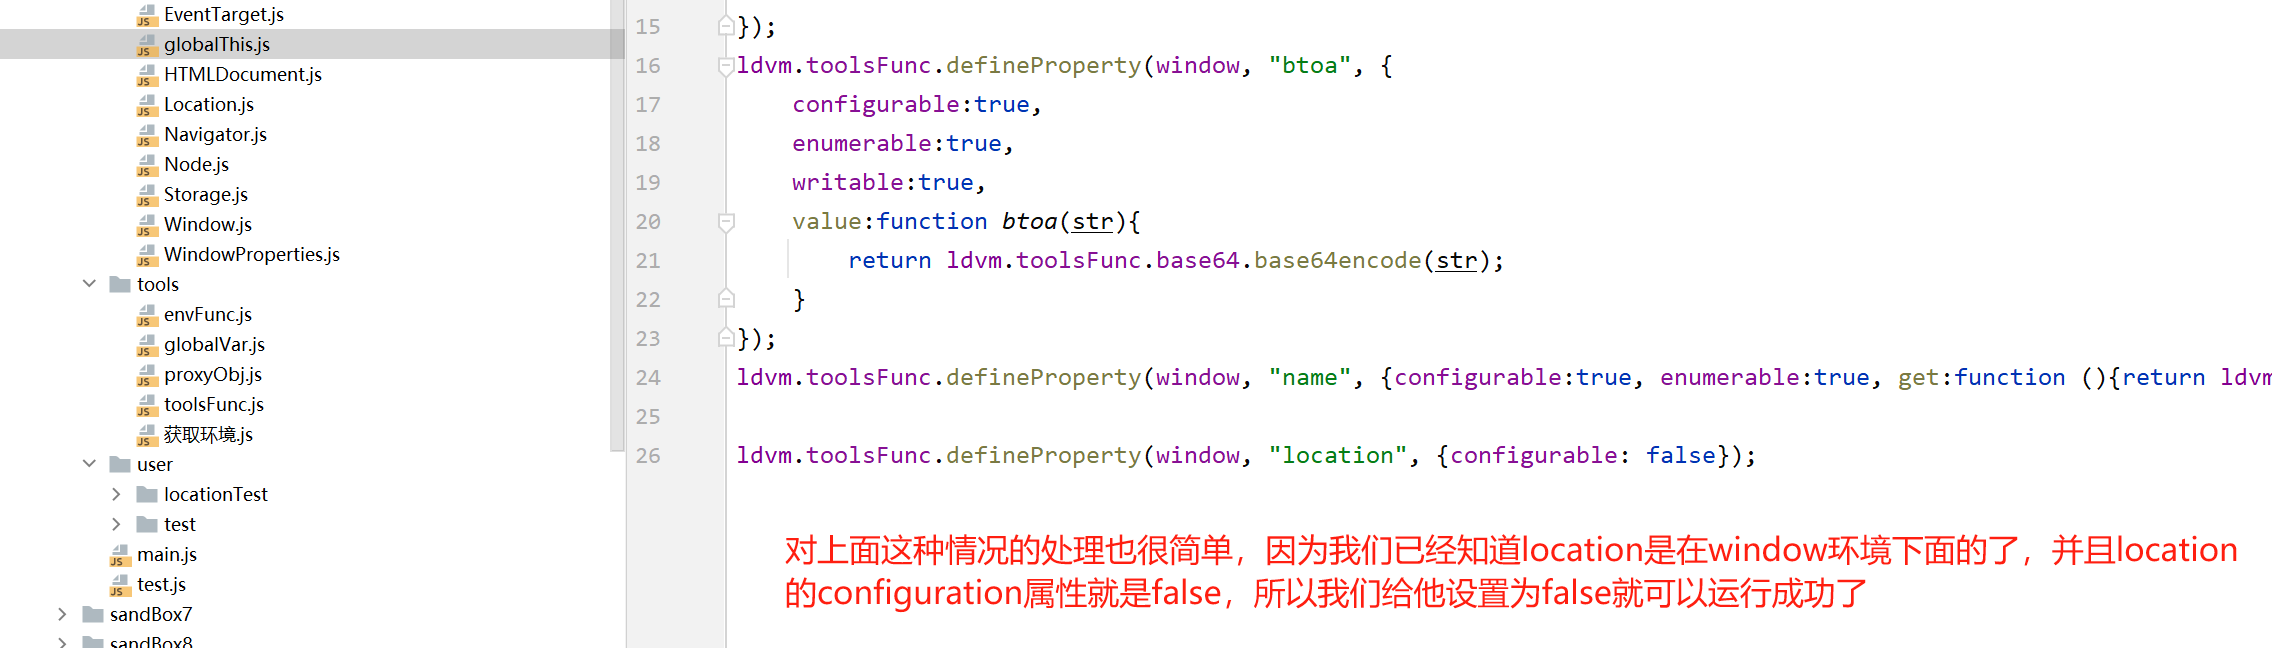 EventTarget.js
globalThis.js
HTMLDocument.js
Location.js
Navigator.js
Node.js
Storage.js
Window.js
WindowProperties.js
tools
envFunc.js
globalVar.js
proxyObj.js
toolsFunc.js
获取环境.js
user
locationTest
test
main.js
test.js
sandBox7
sandBox8
15 });
16 ldvm.toolsFunc.defineProperty(window, "btoa", {
17 configurable:true,
18 enumerable:true,
19 writable:true,
20 value:function btoa(str){
21 return ldvm.toolsFunc.base64.base64encode(str);
22 }
23 });
24 ldvm.toolsFunc.defineProperty(window, "name", {configurable:true, enumerable:true, get:function (){return ldvm
25
26 ldvm.toolsFunc.defineProperty(window, "location", {configurable: false});
对上面这种情况的处理也很简单，因为我们已经知道location是在window环境下面的了，并且location
的configuration属性就是false，所以我们给他设置为false就可以运行成功了